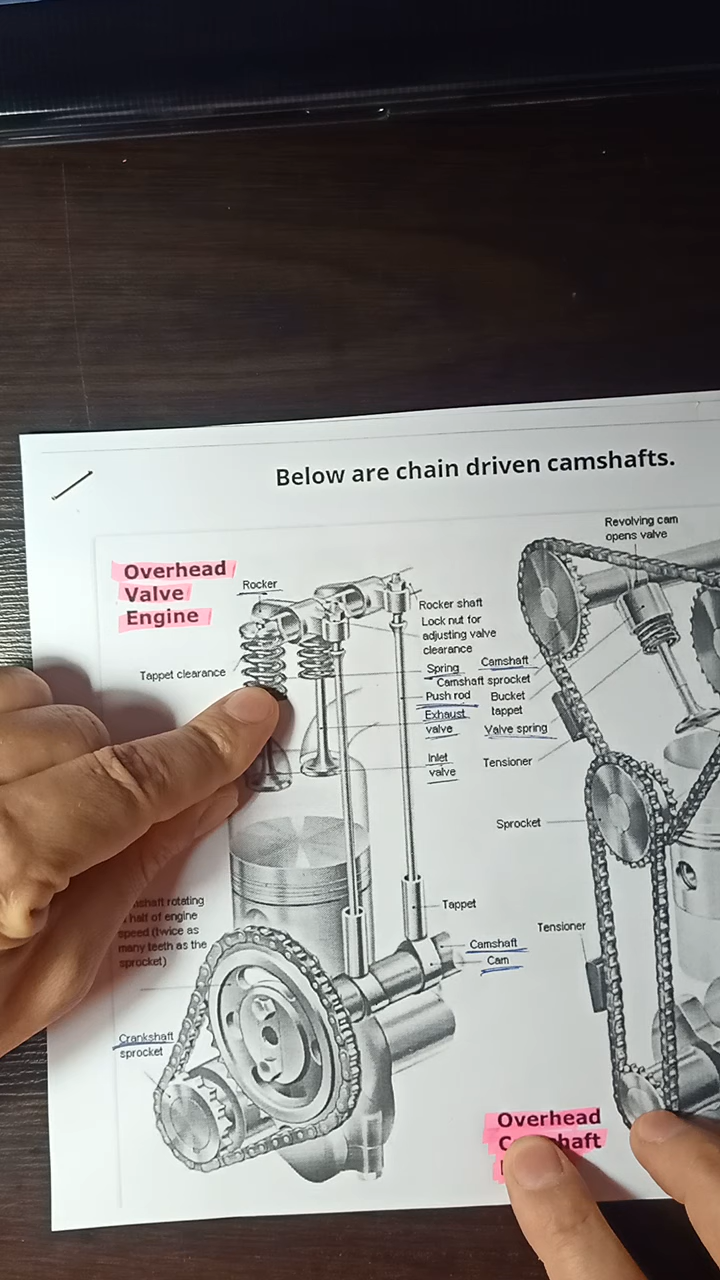 Below are chain driven camshafts.
Overhead
Valve
Engine
Rocker
Tappet clearance
Rocker shaft
Lock nut for
adjusting valve
clearance
Spring
Push rod
Exhaust
valve
Inlet
valve
Tappet
Camshaft
Cam
half of engine
speed (twice as
many teeth as the
sprocket)
Crankshaft
sprocket
Revolving cam
opens valve
Camshaft
Camshaft sprocket
Bucket
tappet
Valve spring
Tensioner
Sprocket
Tensioner
Overhead